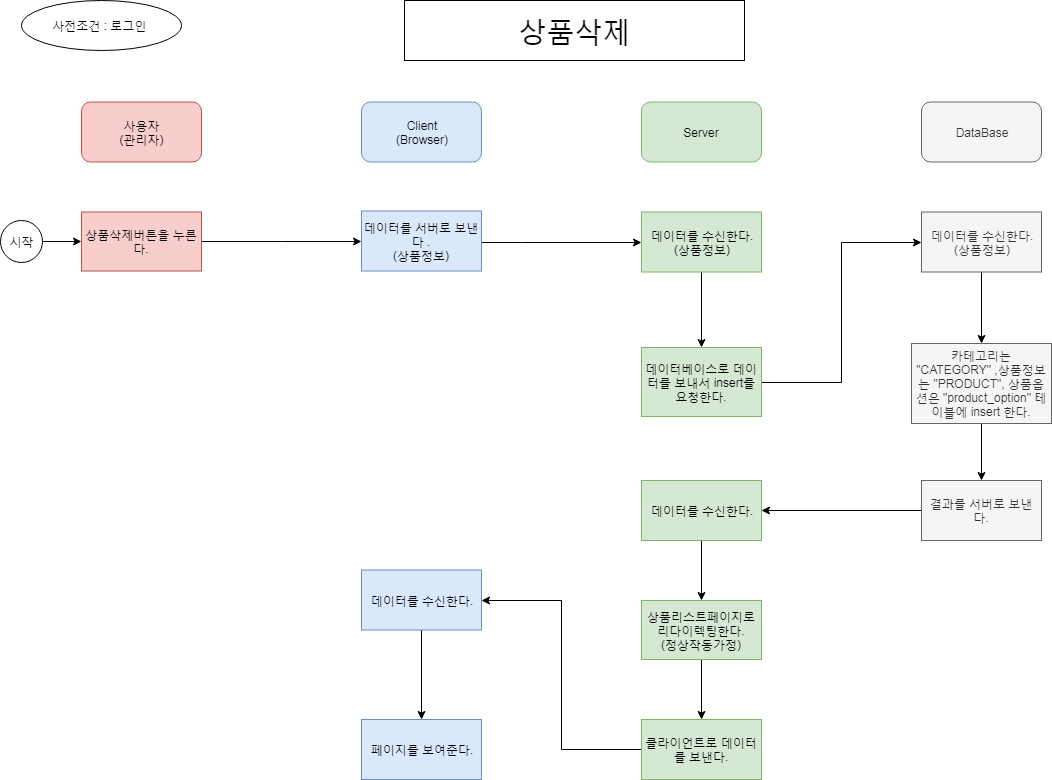 사전조건 : 로그인
상품삭제
사용자
(관리자)
Client
(Browser)
Server
DataBase
시작
상품삭제버튼을 누른
다.
데이터를 서버로 보낸
다 .
(상품정보)
데이터를 수신한다.
(상품정보)
데이터를 수신한다.
(상품정보)
데이터베이스로 데이
터를 보내서 insert를
요청한다.
카테고리는
"CATEGORY" ,상품정보
는 "PRODUCT", 상품옵
션은 "product_option" 테
이블에 insert 한다.
데이터를 수신한다.
결과를 서버로 보낸
다.
데이터를 수신한다.
상품리스트페이지로
리다이렉팅한다.
(정상작동가정)
페이지를 보여준다.
클라이언트로 데이터
를 보낸다.